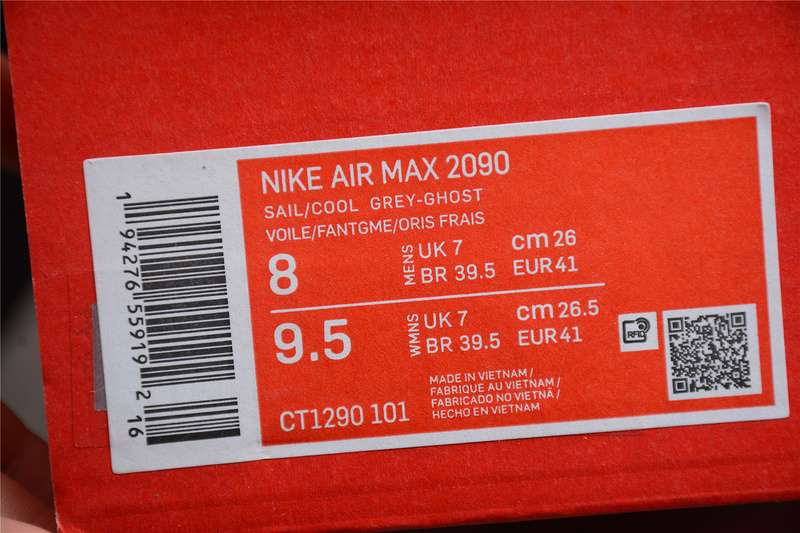 NIKE AIR MAX 2090
SAIL/COOL GREY-GHOST
VOILE/FANTGME/ORIS FRAIS
8
MENS
UK 7 cm 26
BR 39.5 EUR 41
9.5
WMNS
UK 7 cm 26.5
BR 39.5 EUR 41
MADE IN VIETNAM /
FABRIQUE AU VIETNAM /
FABRICADO NO VIETNÃ /
HECHO EN VIETNAM
CT1290 101
RFID
1 94276 55919 2 16